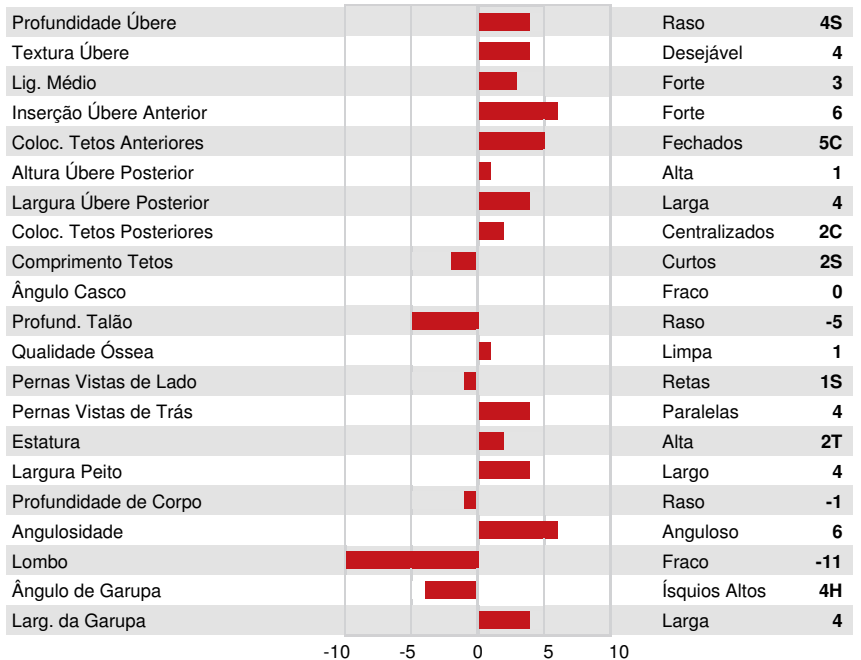 Profundidade Úbere Raso 4S
Textura Úbere Desejável 4
Lig. Médio Forte 3
Inserção Úbere Anterior Forte 6
Coloc. Tetos Anteriores Fechados 5C
Altura Úbere Posterior Alta 1
Largura Úbere Posterior Larga 4
Coloc. Tetos Posteriores Centralizados 2C
Comprimento Tetos Curtos 2S
Ângulo Casco Fraco 0
Profund. Talão Raso -5
Qualidade Óssea Limpa 1
Pernas Vistas de Lado Retas 1S
Pernas Vistas de Trás Paralelas 4
Estatura Alta 2T
Largura Peito Largo 4
Profundidade de Corpo Raso -1
Angulosidade Anguloso 6
Lombo Fraco -11
Ângulo de Garupa Ísquios Altos 4H
Larg. da Garupa Larga 4
-10 -5 0 5 10